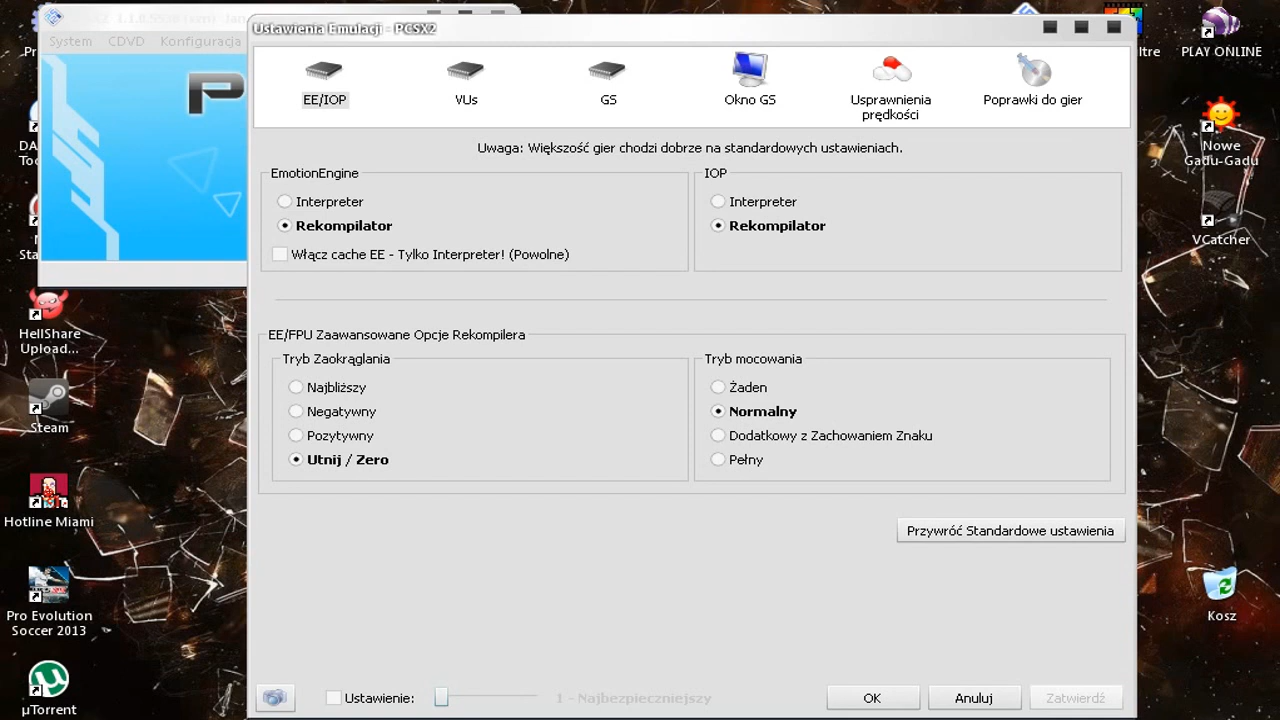 Ustawienia Emulacji - PCSX2
System CDVD Konfiguracja
EE/IOP
VUs
GS
Okno GS
Usprawnienia
prędkości
Poprawki do gier
Uwaga: Większość gier chodzi dobrze na standardowych ustawieniach.
EmotionEngine
Interpreter
Rekompilator
Włącz cache EE - Tylko Interpreter! (Powolne)
IOP
Interpreter
Rekompilator
EE/FPU Zaawansowane Opcje Rekompilera
Tryb Zaokrąglania
Najbliższy
Negatywny
Pozytywny
Utnij / Zero
Tryb mocowania
Żaden
Normalny
Dodatkowy z Zachowaniem Znaku
Pełny
Przywróć Standardowe ustawienia
Ustawienie:
1 - Najbezpieczniejszy
OK
Anuluj
Zatwierdź
HellShare
Upload...
Steam
Hotline Miami
Pro Evolution
Soccer 2013
µTorrent
PLAY ONLINE
Nowe
Gadu-Gadu
VCatcher
Kosz